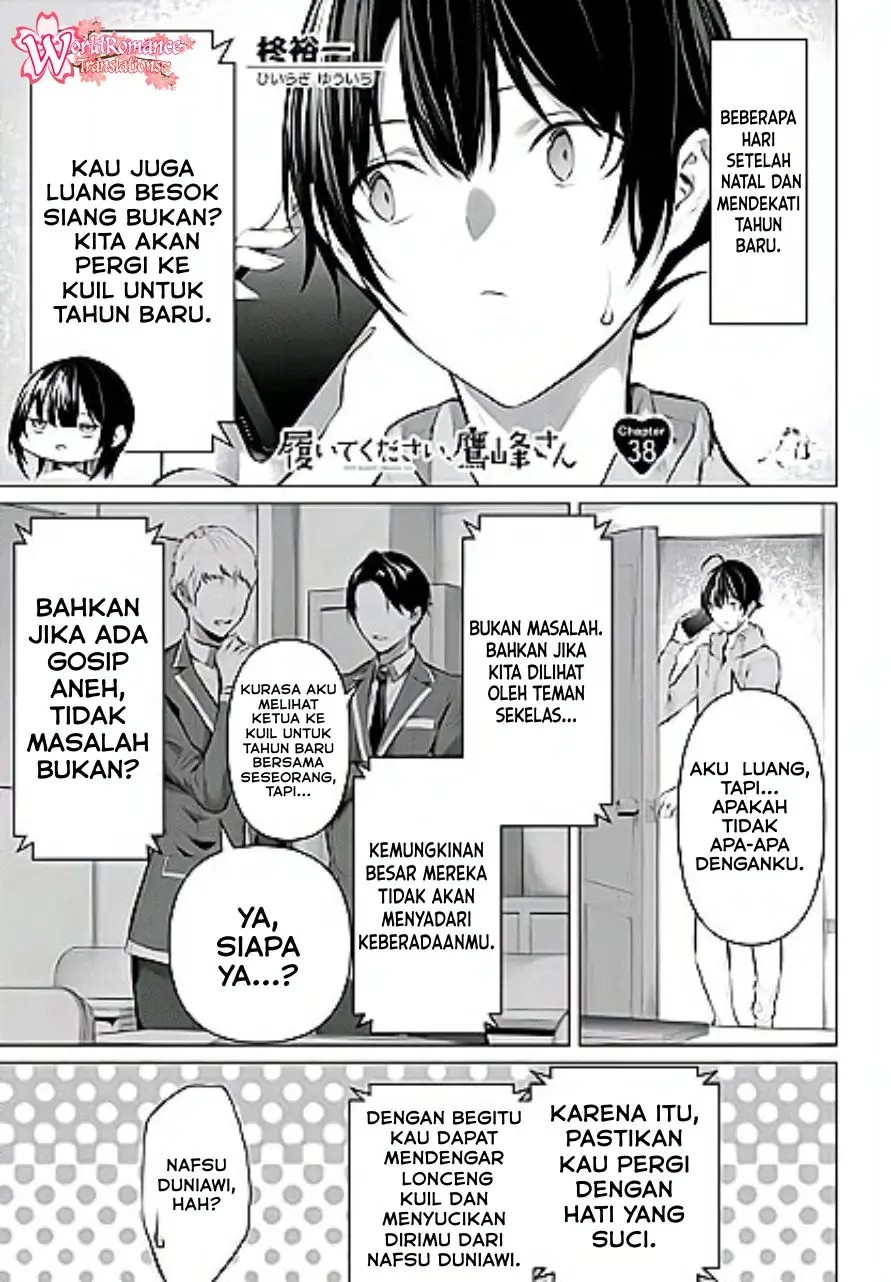 WorldRomance
Translations
柊裕一
ひいらぎ ゆういち
BEBERAPA
HARI
SETELAH
NATAL DAN
MENDEKATI
TAHUN
BARU.
KAU JUGA
LUANG BESOK
SIANG BUKAN?
KITA AKAN
PERGI KE
KUIL UNTUK
TAHUN BARU.
履いてください、鷹峰さん
Chapter
38
AKU LUANG,
TAPI...
APAKAH
TIDAK
APA-APA
DENGANKU.
BUKAN MASALAH.
BAHKAN JIKA
KITA DILIHAT
OLEH TEMAN
SEKELAS...
KURASA AKU
MELIHAT
KETUA KE
KUIL UNTUK
TAHUN BARU
BERSAMA
SESEORANG,
TAPI...
YA,
SIAPA
YA...?
KEMUNGKINAN
BESAR MEREKA
TIDAK AKAN
MENYADARI
KEBERADAANMU.
BAHKAN
JIKA ADA
GOSIP
ANEH,
TIDAK
MASALAH
BUKAN?
KARENA ITU,
PASTIKAN
KAU PERGI
DENGAN
HATI YANG
SUCI.
DENGAN BEGITU
KAU DAPAT
MENDENGAR
LONCENG
KUIL DAN
MENYUCIKAN
DIRIMU DARI
NAFSU DUNIAWI.
NAFSU
DUNIAWI,
HAH?